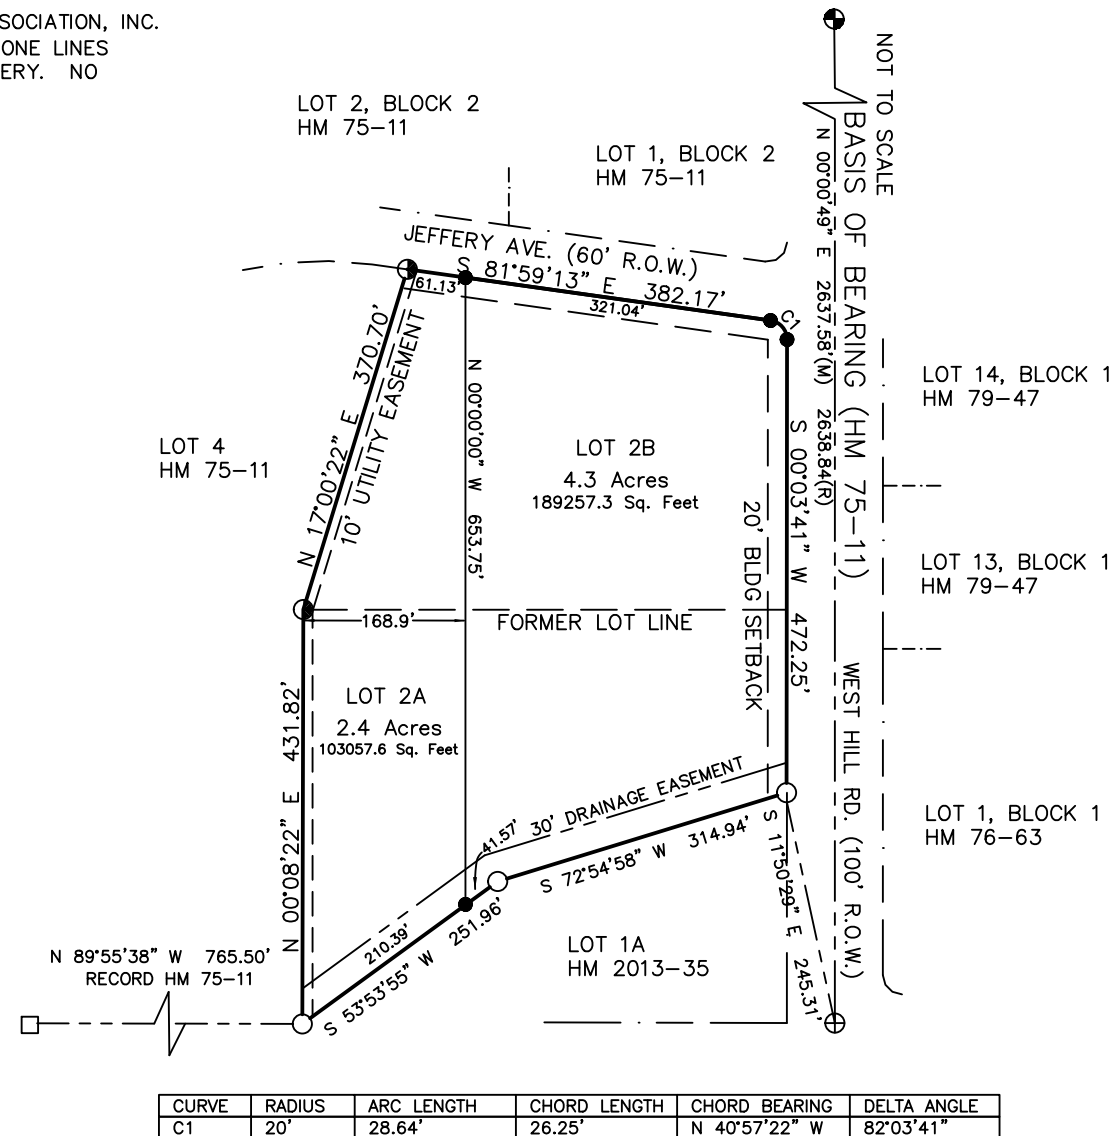 SOCIATION, INC.
ONE LINES
ERY. NO
NOT TO SCALE
LOT 2, BLOCK 2
HM 75-11
LOT 1, BLOCK 2
HM 75-11
BASIS OF BEARING (HM 75-11)
N 00°00'49" E 2637.58'(M) 2638.84'(R)
JEFFERY AVE. (60' R.O.W.)
S 81°59'13" E 382.17'
61.13'
321.04'
C1
N 17°00'22" E 370.70'
10' UTILITY EASEMENT
LOT 4
HM 75-11
N 00°00'00" W 653.75'
LOT 2B
4.3 Acres
189257.3 Sq. Feet
S 00°03'41" W 472.25'
20' BLDG SETBACK
LOT 14, BLOCK 1
HM 79-47
LOT 13, BLOCK 1
HM 79-47
168.9'
FORMER LOT LINE
LOT 2A
2.4 Acres
103057.6 Sq. Feet
N 00°08'22" E 431.82'
WEST HILL RD. (100' R.O.W.)
30' DRAINAGE EASEMENT
41.57'
S 72°54'58" W 314.94'
S 11°50'29" E 245.31'
LOT 1, BLOCK 1
HM 76-63
210.39'
S 53°53'55" W 251.96'
LOT 1A
HM 2013-35
N 89°55'38" W 765.50'
RECORD HM 75-11
CURVE RADIUS ARC LENGTH CHORD LENGTH CHORD BEARING DELTA ANGLE
C1 20' 28.64' 26.25' N 40°57'22" W 82°03'41"